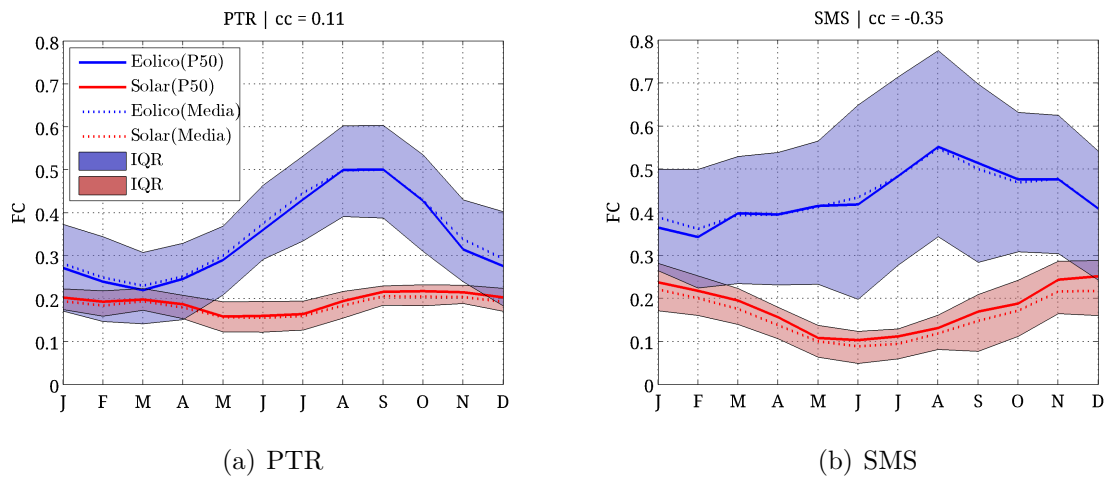 PTR | cc = 0.11
0.8
0.7
0.6
0.5
0.4
0.3
0.2
0.1
0
FC
Eolico(P50)
Solar(P50)
Eolico(Media)
Solar(Media)
IQR
IQR
J F M A M J J A S O N D
(a) PTR
SMS | cc = -0.35
0.8
0.7
0.6
0.5
0.4
0.3
0.2
0.1
0
FC
J F M A M J J A S O N D
(b) SMS